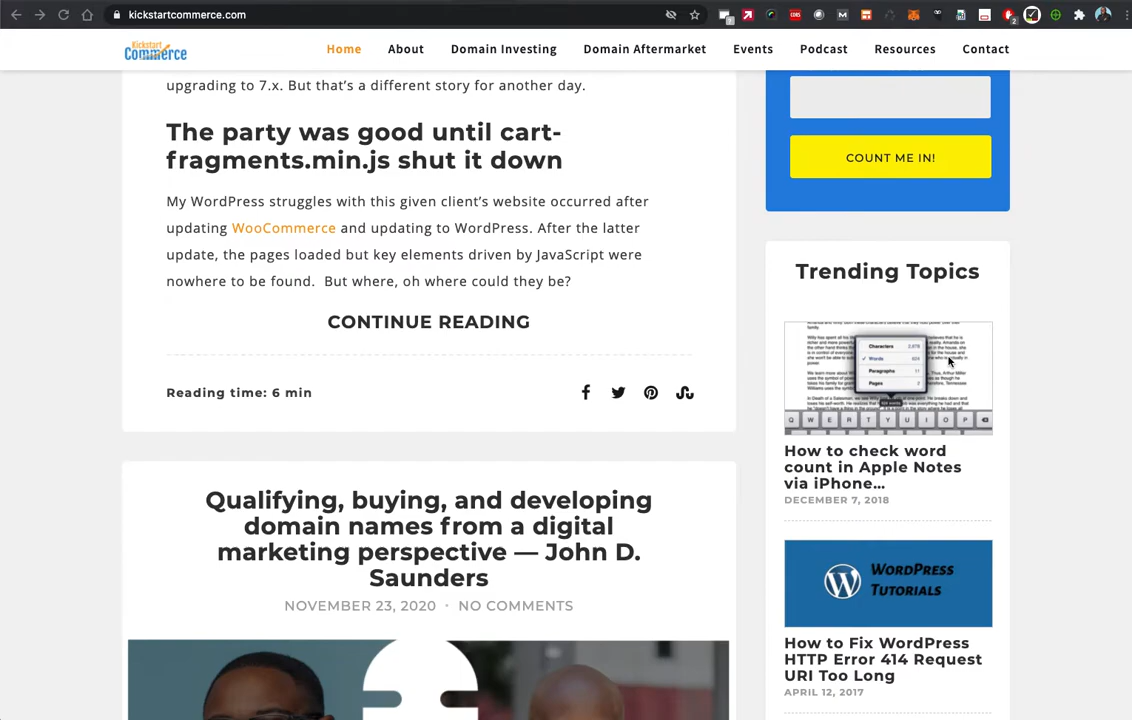 kickstartcommerce.com
Kickstart
Commerce
Home
About
Domain Investing
Domain Aftermarket
Events
Podcast
Resources
Contact
upgrading to 7.x. But that’s a different story for another day.
The party was good until cart-
fragments.min.js shut it down
My WordPress struggles with this given client’s website occurred after
updating WooCommerce and updating to WordPress. After the latter
update, the pages loaded but key elements driven by JavaScript were
nowhere to be found.  But where, oh where could they be?
CONTINUE READING
Reading time: 6 min
Qualifying, buying, and developing
domain names from a digital
marketing perspective — John D.
Saunders
NOVEMBER 23, 2020 · NO COMMENTS
COUNT ME IN!
Trending Topics
Characters
Words
Paragraphs
Pages
Q W E R T Y U I O P
How to check word
count in Apple Notes
via iPhone...
DECEMBER 7, 2018
WORDPRESS
TUTORIALS
How to Fix WordPress
HTTP Error 414 Request
URI Too Long
APRIL 12, 2017